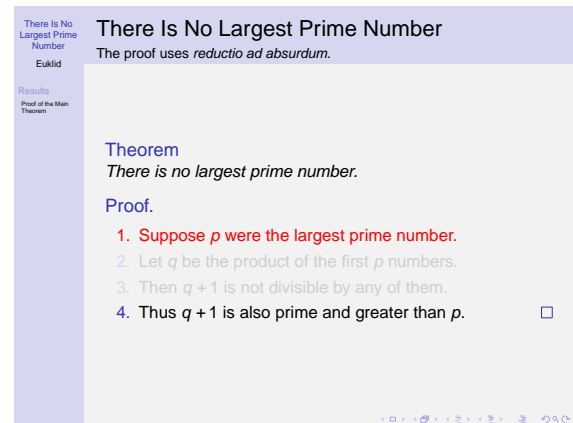 There Is No
Largest Prime
Number
Euklid
Results
Proof of the Main
Theorem
There Is No Largest Prime Number
The proof uses reductio ad absurdum.
Theorem
There is no largest prime number.
Proof.
1. Suppose p were the largest prime number.
2. Let q be the product of the first p numbers.
3. Then q + 1 is not divisible by any of them.
4. Thus q + 1 is also prime and greater than p.